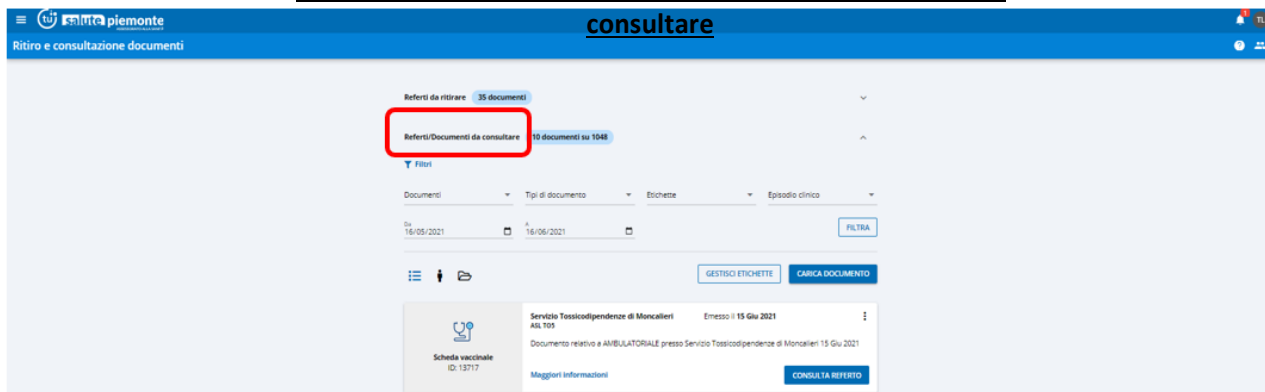 consultare
tu salute piemonte
TL
Ritiro e consultazione documenti
Referti da ritirare 35 documenti
Referti/Documenti da consultare 10 documenti su 1048
Filtri
Documenti Tipi di documento Etichette Episodio clinico
Da A
16/05/2021 16/06/2021 FILTRA
GESTISCI ETICHETTE CARICA DOCUMENTO
Servizio Tossicodipendenze di Moncalieri Emesso il 15 Giu 2021
ASL TO5
Documento relativo a AMBULATORIALE presso Servizio Tossicodipendenze di Moncalieri 15 Giu 2021
Scheda vaccinale
ID: 13717
Maggiori informazioni CONSULTA REFERTO